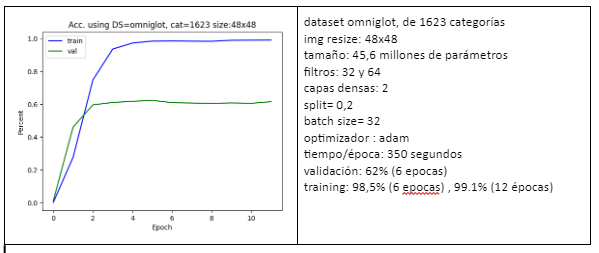 Acc. using DS=omniglot, cat=1623 size:48x48
train
val
1.0
0.8
0.6
0.4
0.2
0.0
Percent
0 2 4 6 8 10
Epoch
dataset omniglot, de 1623 categorías
img resize: 48x48
tamaño: 45,6 millones de parámetros
filtros: 32 y 64
capas densas: 2
split= 0,2
batch size= 32
optimizador : adam
tiempo/época: 350 segundos
validación: 62% (6 epocas)
training: 98,5% (6 epocas) , 99.1% (12 épocas)